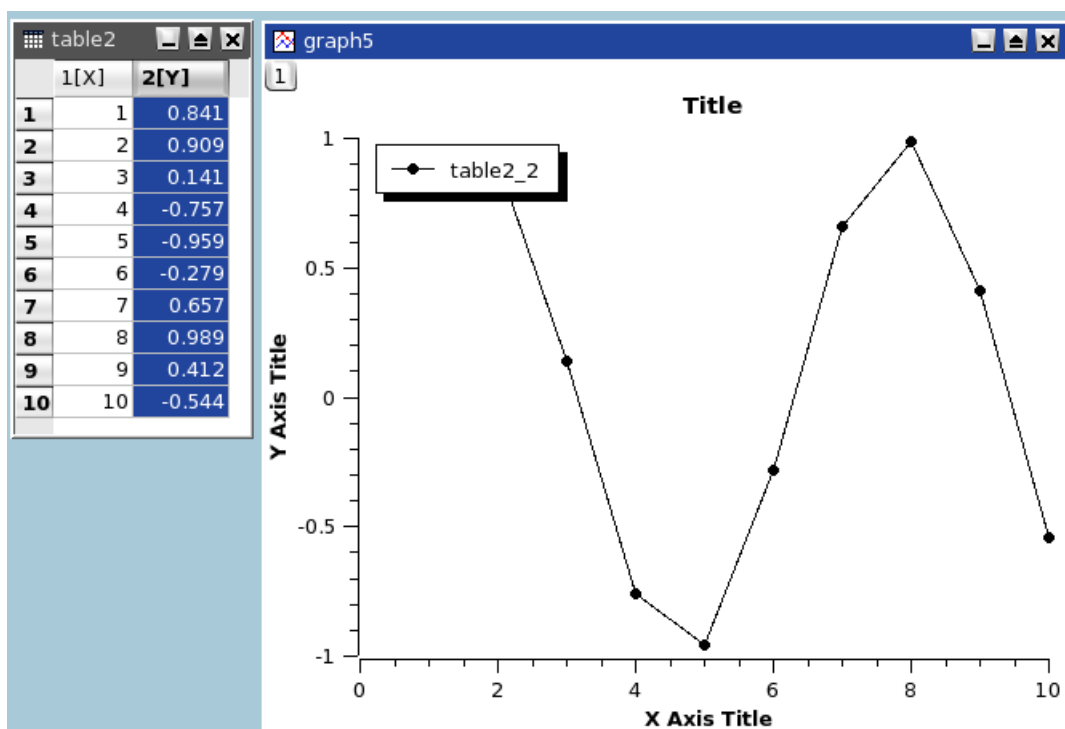 table2
1[X] 2[Y]
1 1 0.841
2 2 0.909
3 3 0.141
4 4 -0.757
5 5 -0.959
6 6 -0.279
7 7 0.657
8 8 0.989
9 9 0.412
10 10 -0.544
graph5
1
Title
table2_2
1
0.5
0
-0.5
-1
Y Axis Title
0 2 4 6 8 10
X Axis Title